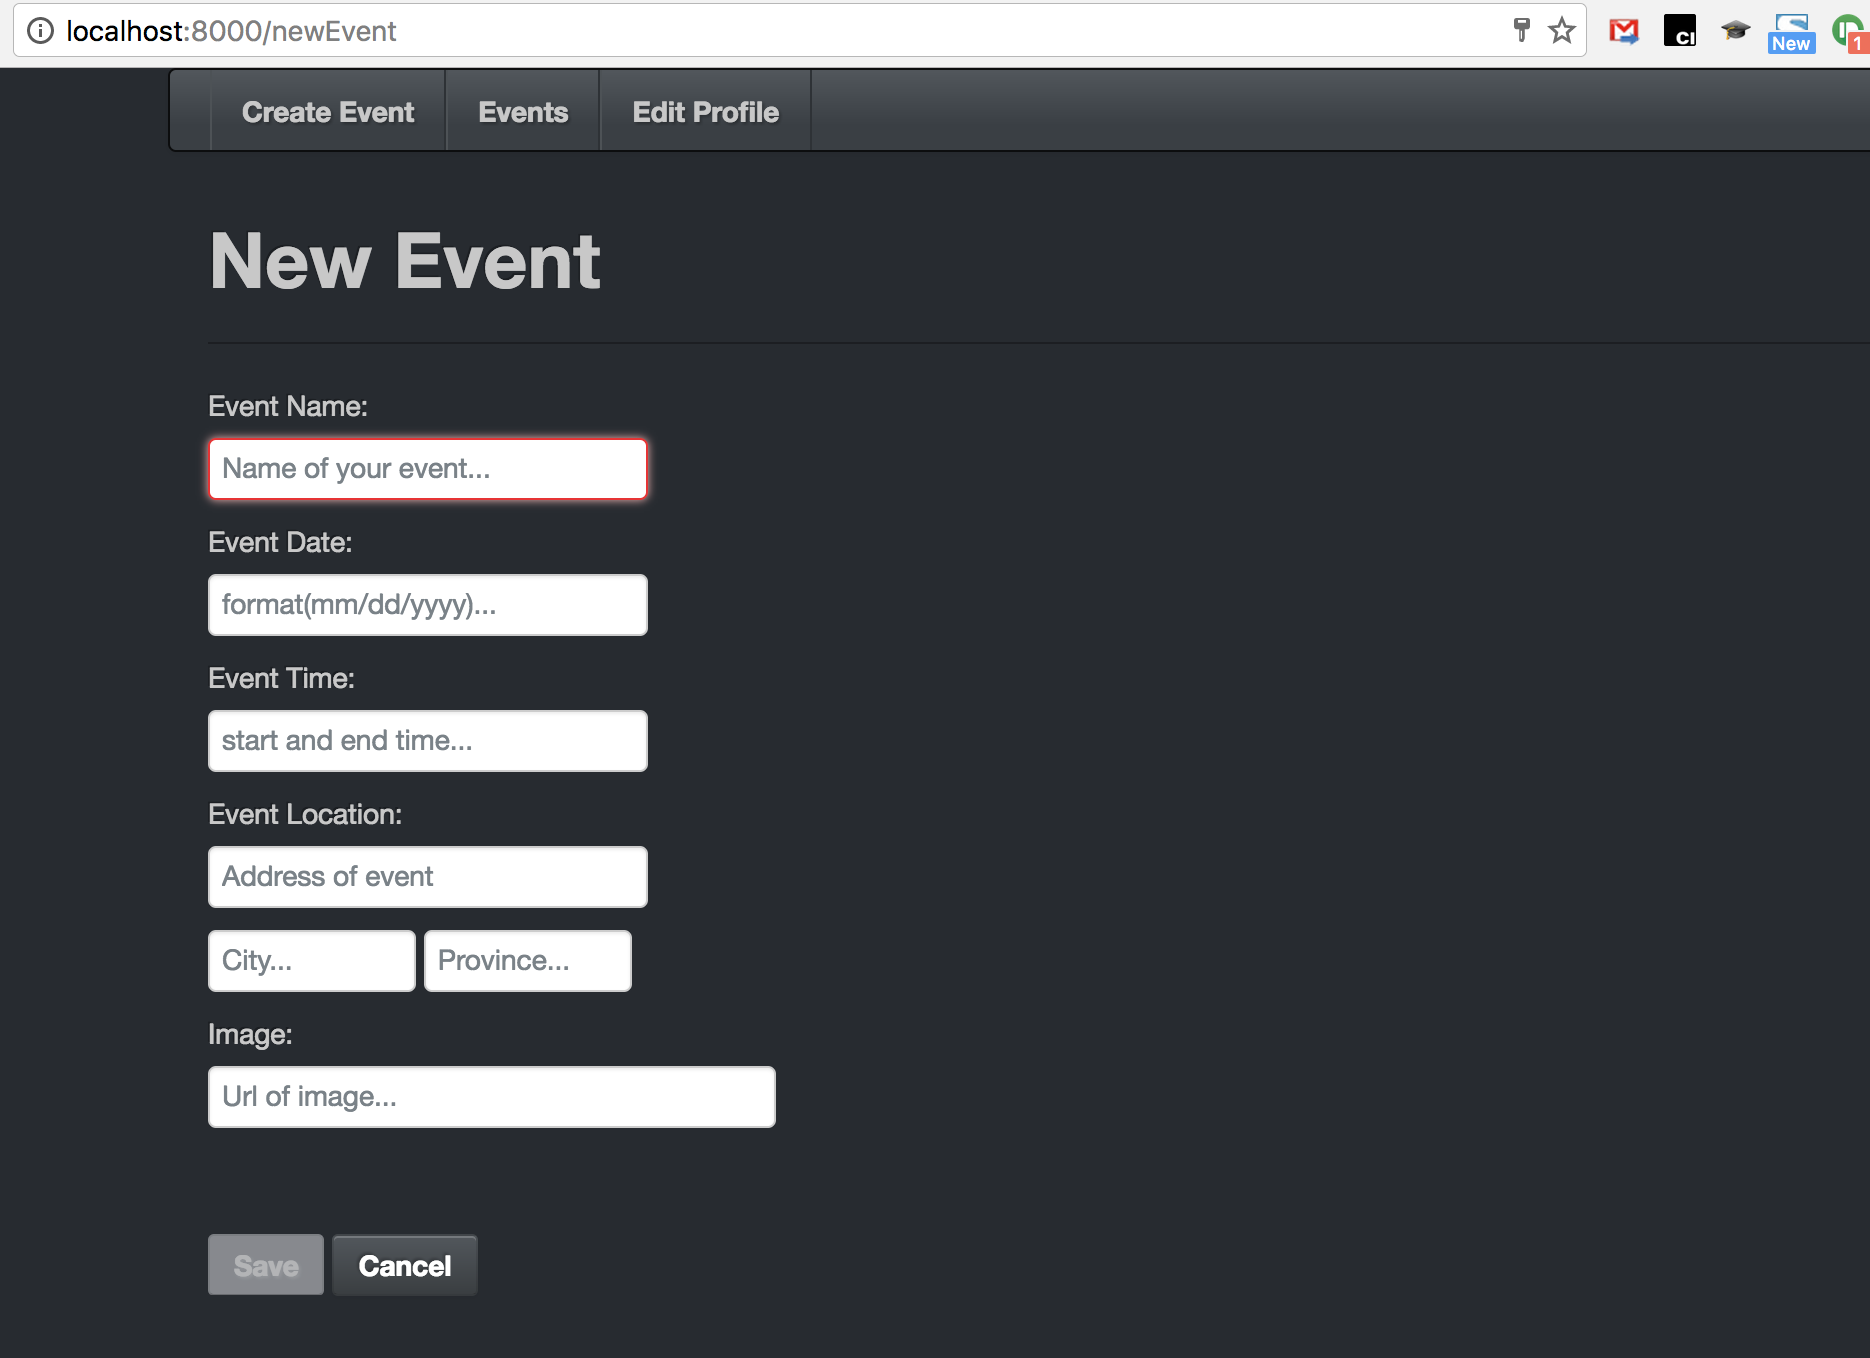 localhost:8000/newEvent
CI
New
1
Create Event Events Edit Profile
New Event
Event Name:
Name of your event...
Event Date:
format(mm/dd/yyyy)...
Event Time:
start and end time...
Event Location:
Address of event
City... Province...
Image:
Url of image...
Save Cancel